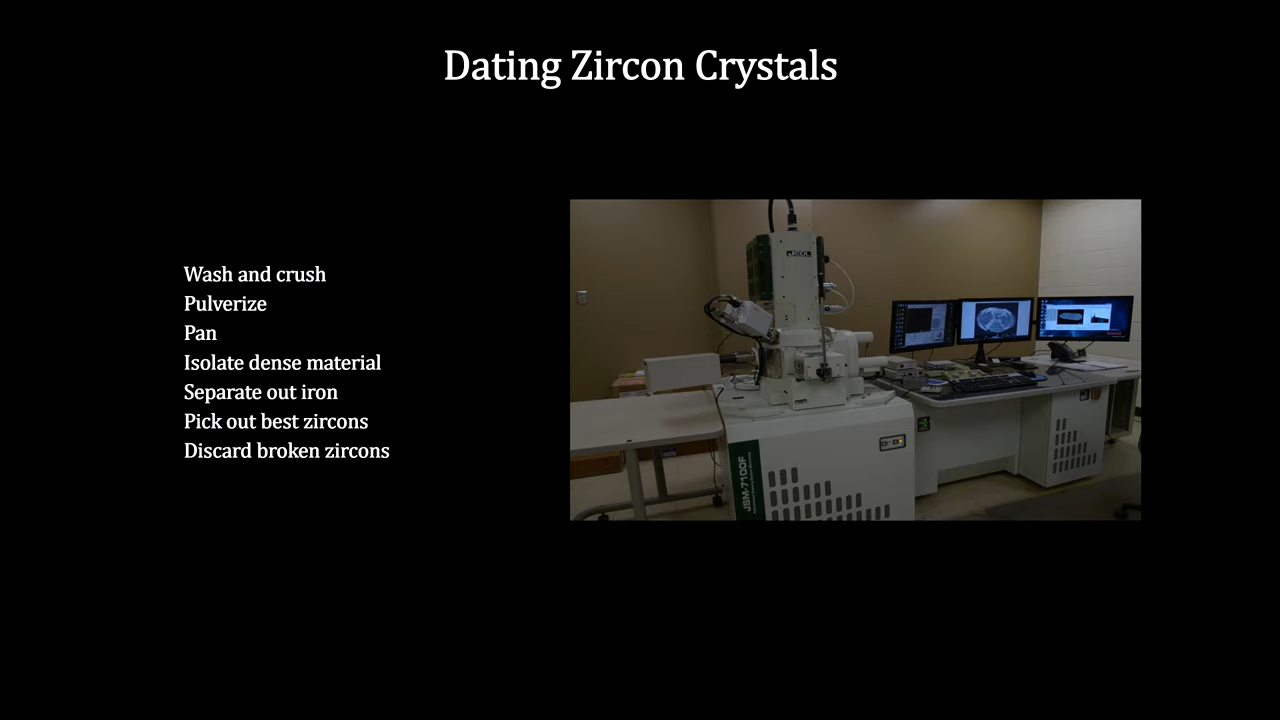 Dating Zircon Crystals
Wash and crush
Pulverize
Pan
Isolate dense material
Separate out iron
Pick out best zircons
Discard broken zircons
JEOL
JSM-7100F